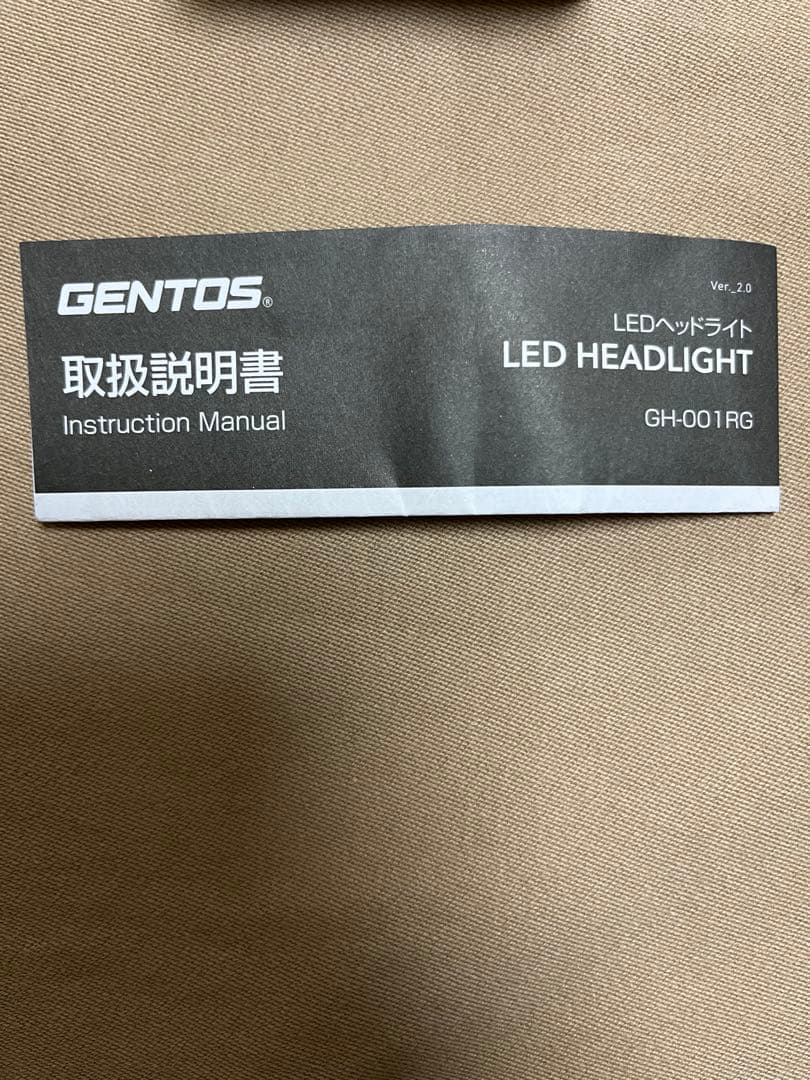 GENTOS®
取扱説明書
Instruction Manual
Ver._2.0
LEDヘッドライト
LED HEADLIGHT
GH-001RG